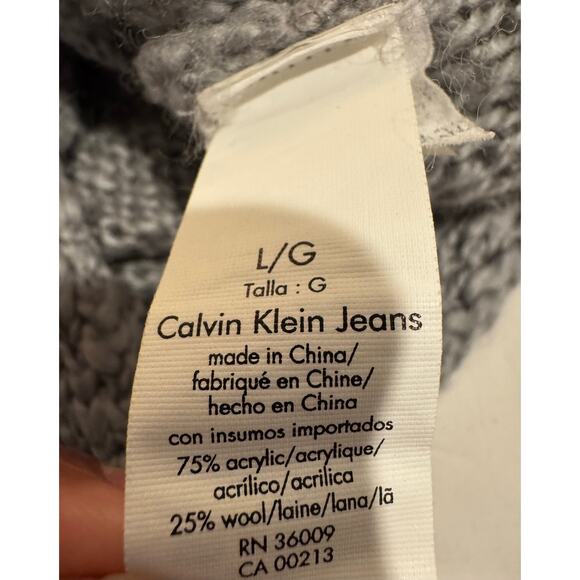 L/G
Talla : G
Calvin Klein Jeans
made in China/
fabriqué en Chine/
hecho en China
con insumos importados
75% acrylic/acrylique/
acrílico/acrilica
25% wool/laine/lana/lã
RN 36009
CA 00213